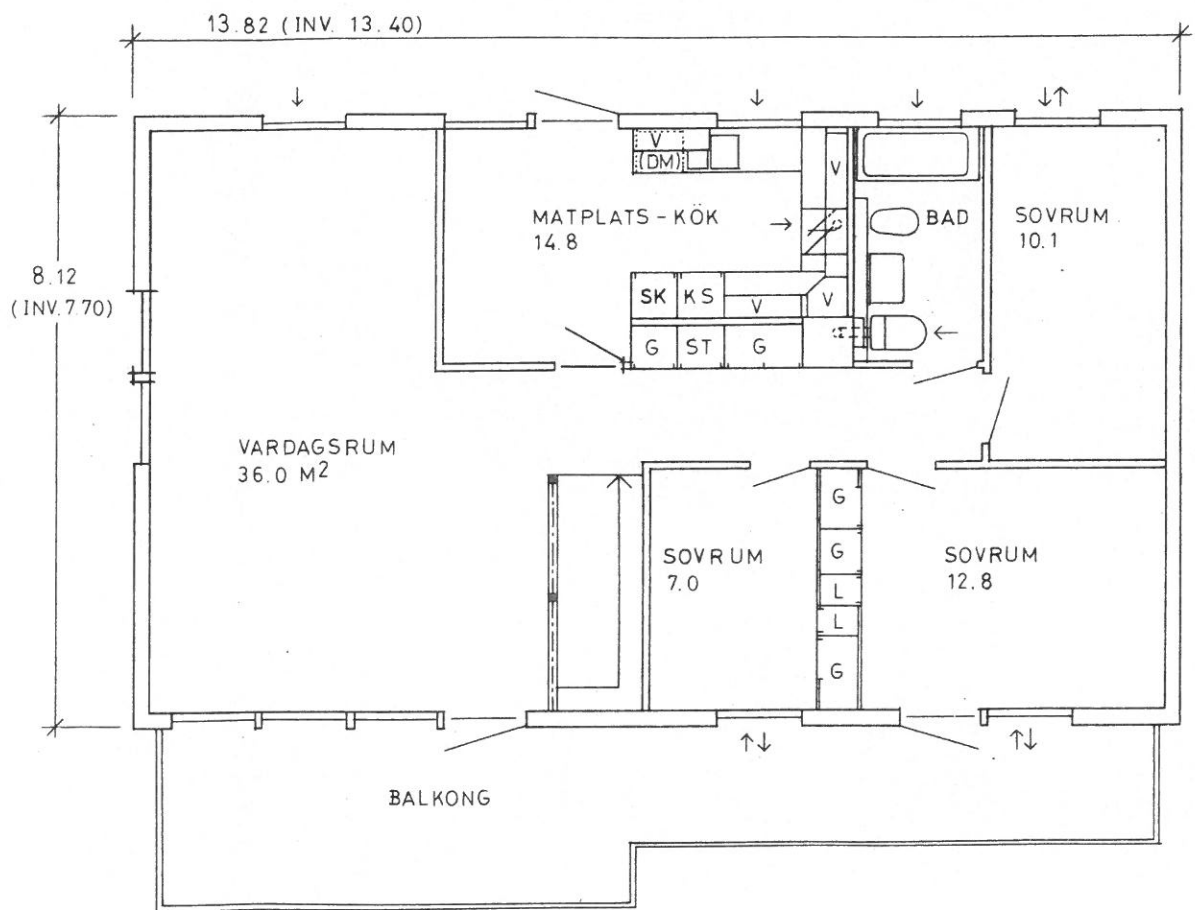 13.82 (INV. 13.40)
8.12
(INV. 7.70)
V
(DM)
V
MATPLATS - KÖK
14.8
BAD
SOVRUM
10.1
SK
KS
V
V
G
ST
G
VARDAGSRUM
36.0 M2
SOVRUM
7.0
G
G
L
L
G
SOVRUM
12.8
BALKONG